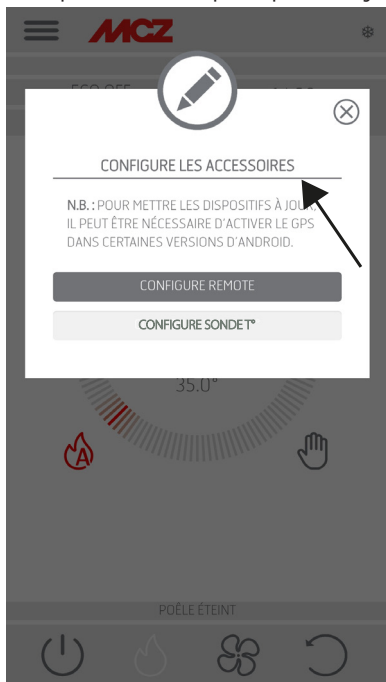 MCZ
CONFIGURE LES ACCESSOIRES
N.B. : POUR METTRE LES DISPOSITIFS À JOUR,
IL PEUT ÊTRE NÉCESSAIRE D'ACTIVER LE GPS
DANS CERTAINES VERSIONS D'ANDROID.
CONFIGURE REMOTE
CONFIGURE SONDE T°
35.0°
A
POÊLE ÉTEINT